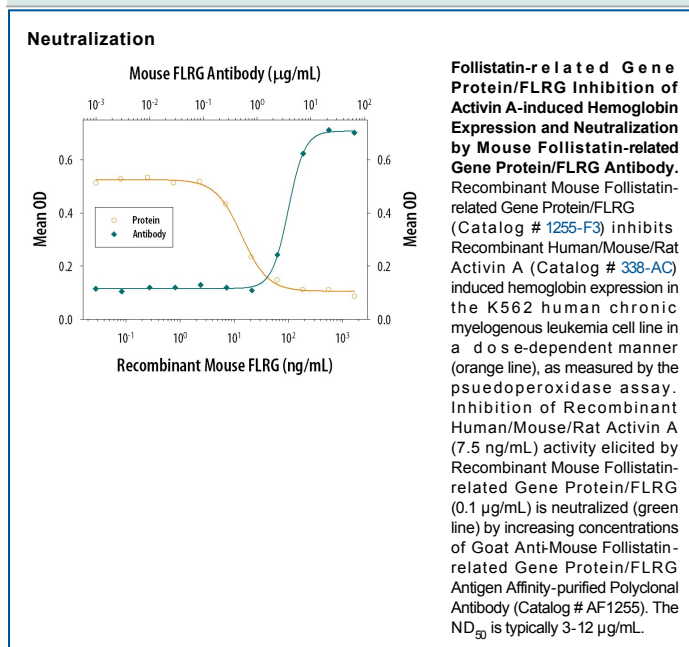 Neutralization
Mouse FLRG Antibody (µg/mL)
10⁻³ 10⁻² 10⁻¹ 10⁰ 10¹ 10²
Mean OD
0.6
0.4
0.2
0.0
Protein
Antibody
0.6
0.4
0.2
0.0
Mean OD
10⁻¹ 10⁰ 10¹ 10² 10³
Recombinant Mouse FLRG (ng/mL)
Follistatin-related Gene
Protein/FLRG Inhibition of
Activin A-induced Hemoglobin
Expression and Neutralization
by Mouse Follistatin-related
Gene Protein/FLRG Antibody.
Recombinant Mouse Follistatin-
related Gene Protein/FLRG
(Catalog # 1255-F3) inhibits
Recombinant Human/Mouse/Rat
Activin A (Catalog # 338-AC)
induced hemoglobin expression in
the K562 human chronic
myelogenous leukemia cell line in
a dose-dependent manner
(orange line), as measured by the
psuedoperoxidase assay.
Inhibition of Recombinant
Human/Mouse/Rat Activin A
(7.5 ng/mL) activity elicited by
Recombinant Mouse Follistatin-
related Gene Protein/FLRG
(0.1 µg/mL) is neutralized (green
line) by increasing concentrations
of Goat Anti-Mouse Follistatin-
related Gene Protein/FLRG
Antigen Affinity-purified Polyclonal
Antibody (Catalog # AF1255). The
ND₅₀ is typically 3-12 µg/mL.